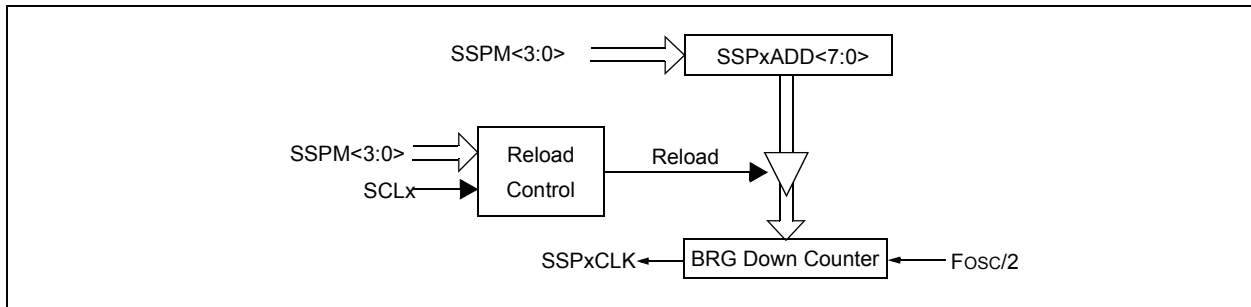 SSPM<3:0>
SSPxADD<7:0>
SSPM<3:0>
SCLx
Reload
Control
Reload
SSPxCLK
BRG Down Counter
FOSC/2